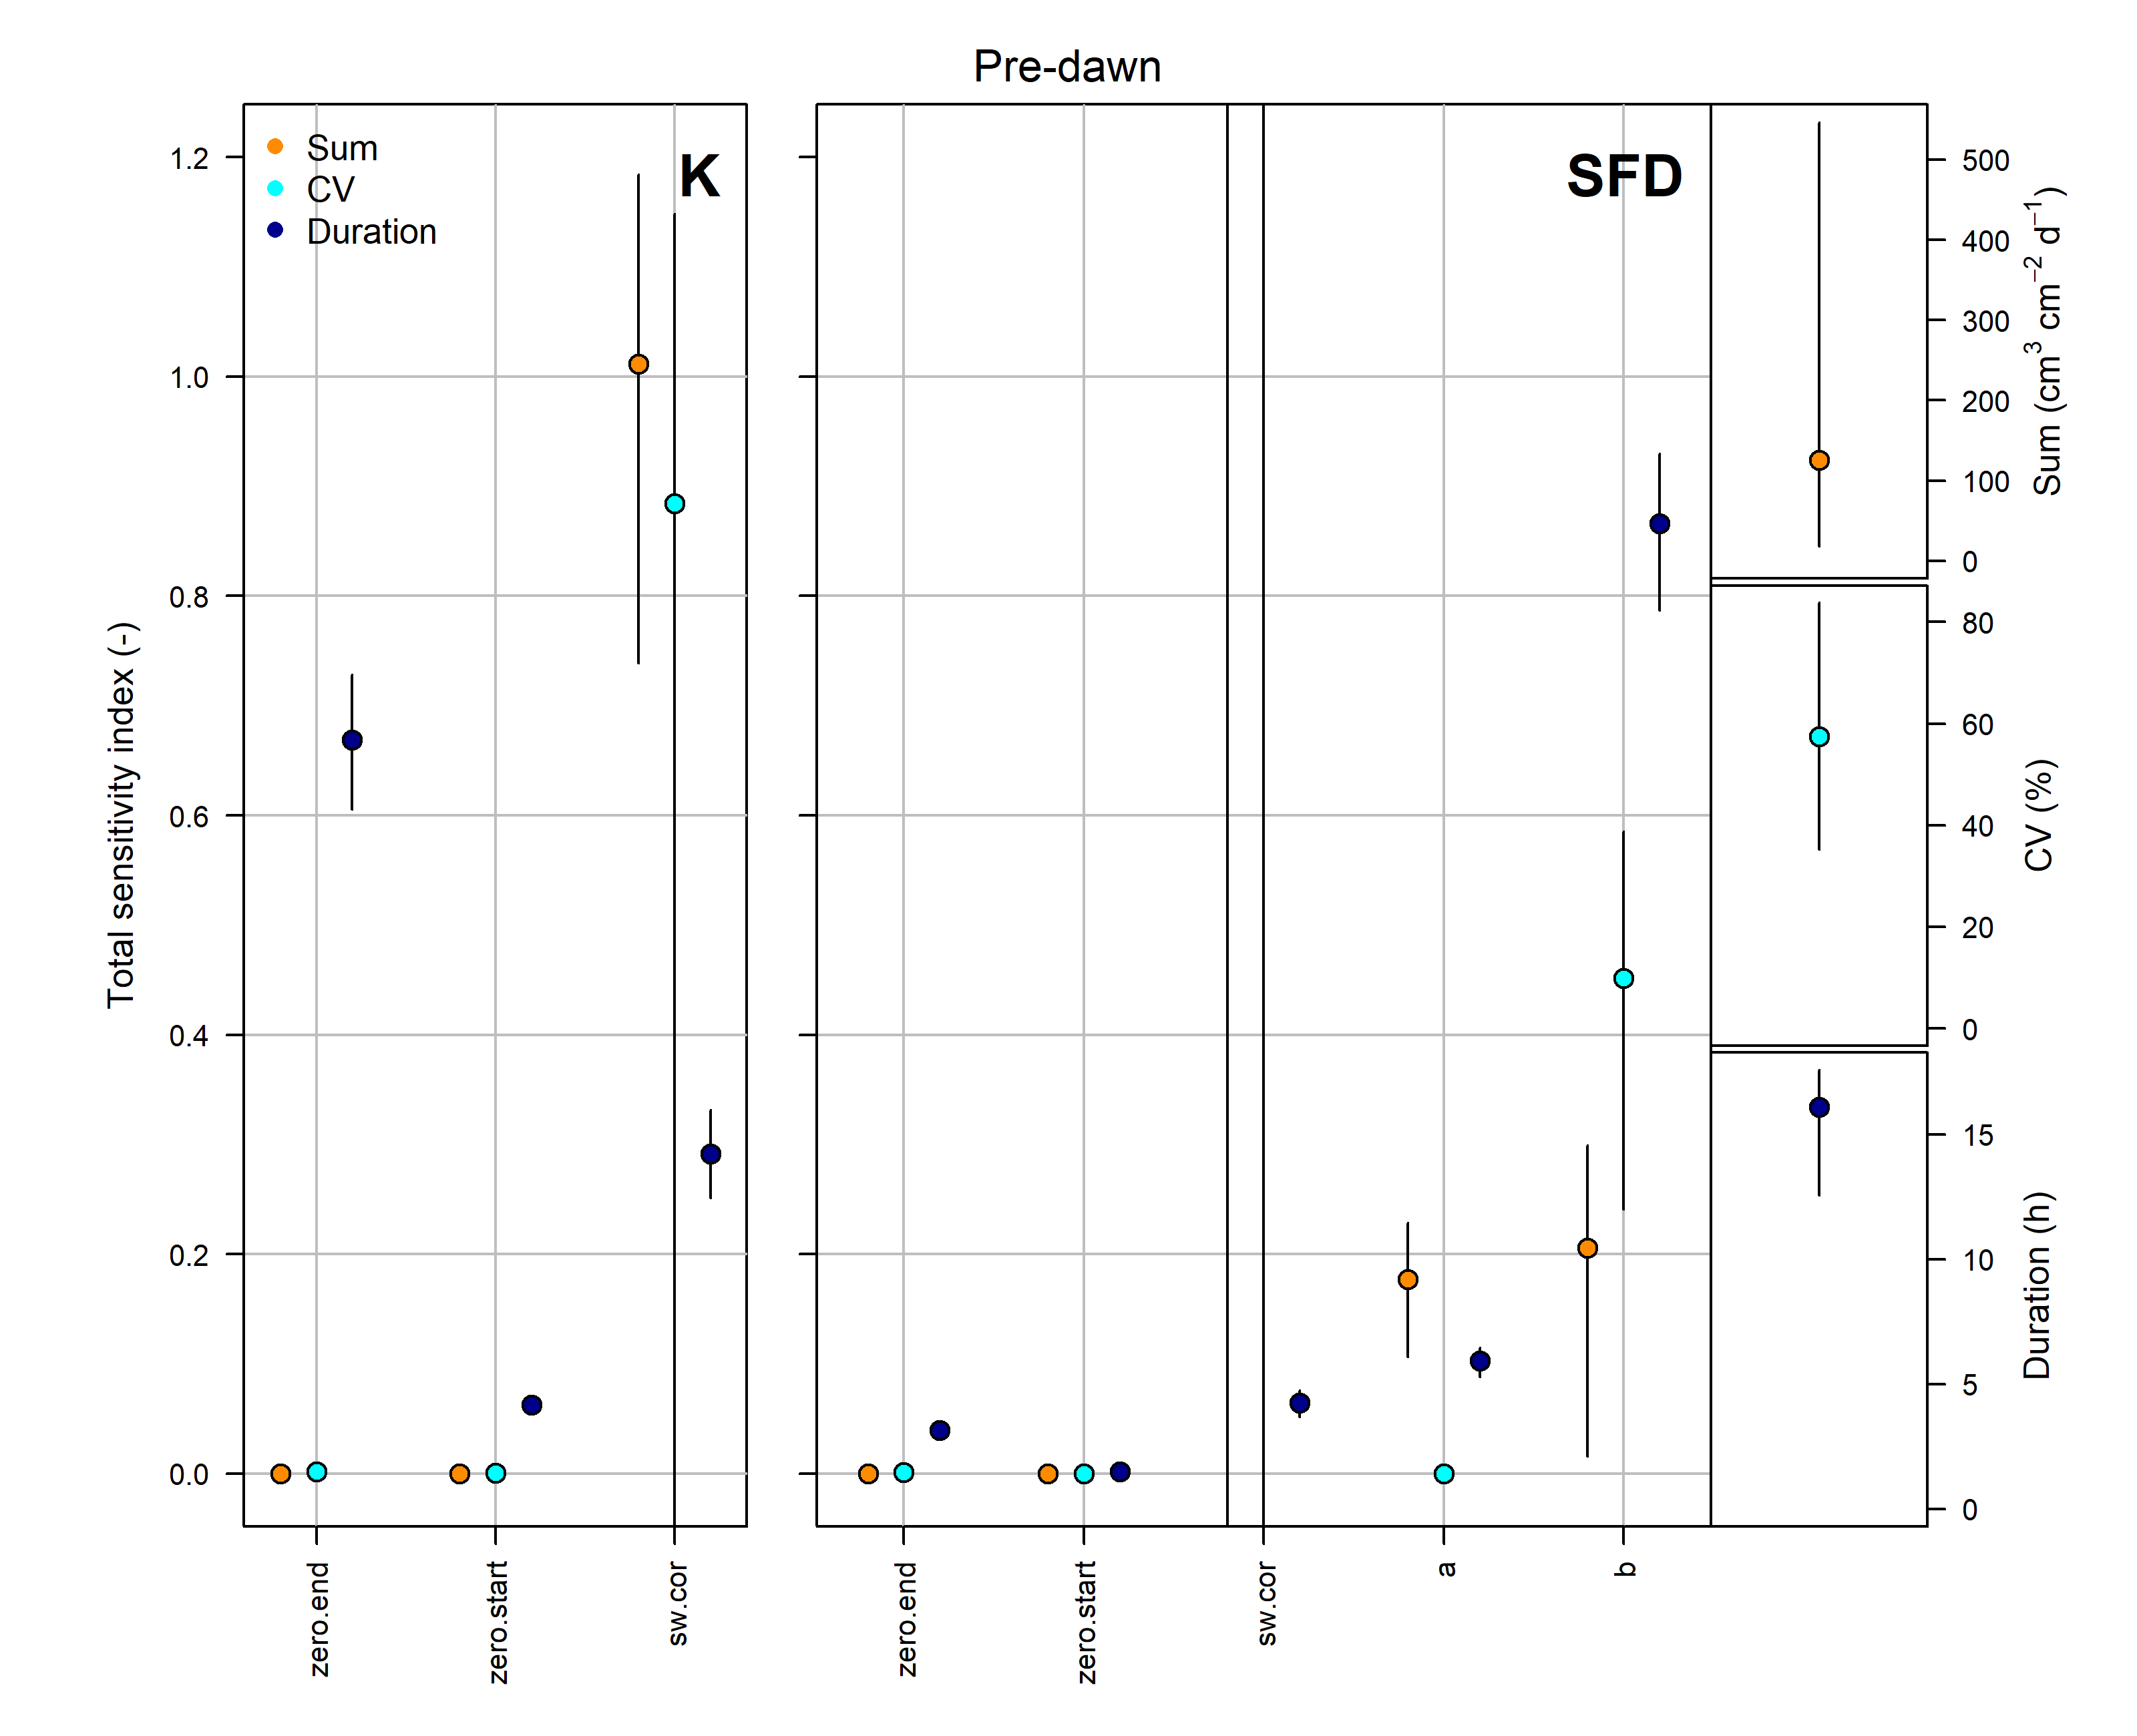 Pre-dawn
Sum
CV
Duration
K
SFD
1.2
1.0
0.8
0.6
0.4
0.2
0.0
Total sensitivity index (-)
500
400
300
200
100
0
Sum (cm³ cm⁻² d⁻¹)
80
60
40
20
0
CV (%)
15
10
5
0
Duration (h)
zero.end
zero.start
sw.cor
zero.end
zero.start
sw.cor
a
b